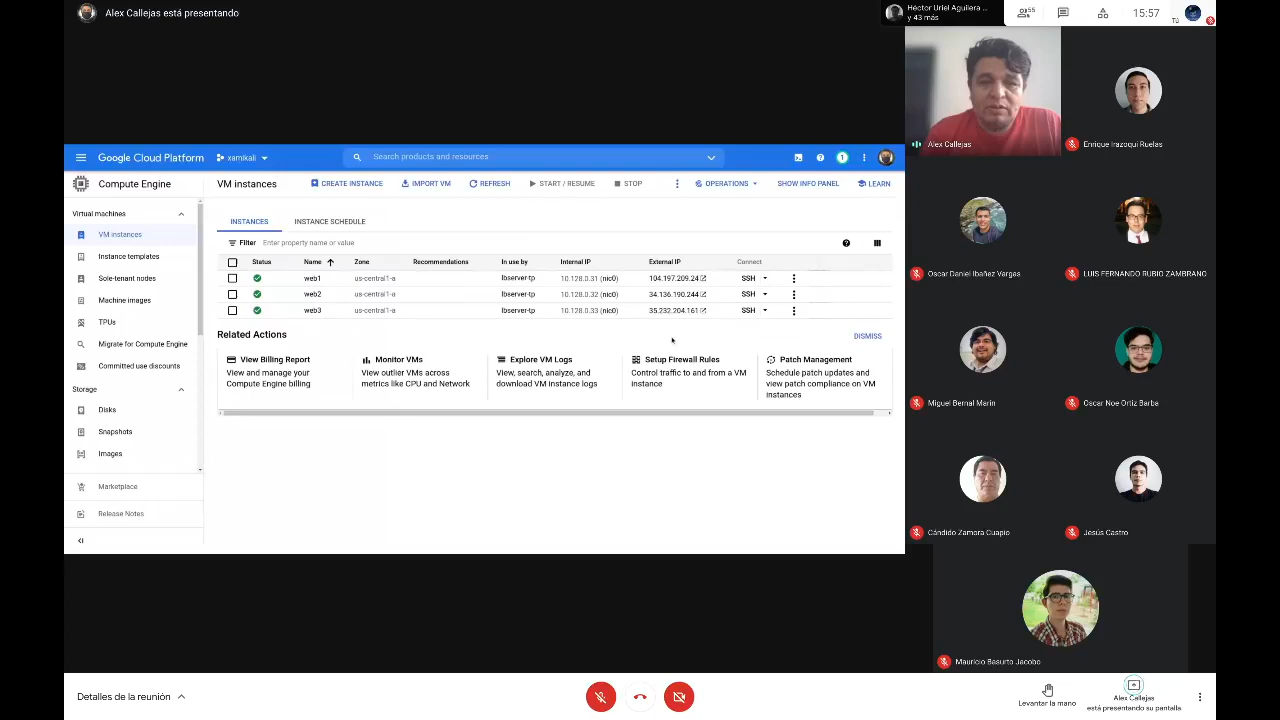 Alex Callejas está presentando
Héctor Uriel Aguilera ...
y 43 más
55
15:57
Tú
Google Cloud Platform
xamikali
Search products and resources
1
Compute Engine
VM instances
CREATE INSTANCE
IMPORT VM
REFRESH
START / RESUME
STOP
OPERATIONS
SHOW INFO PANEL
LEARN
Virtual machines
VM instances
Instance templates
Sole-tenant nodes
Machine images
TPUs
Migrate for Compute Engine
Committed use discounts
Storage
Disks
Snapshots
Images
Marketplace
Release Notes
INSTANCES INSTANCE SCHEDULE
Filter Enter property name or value
Status Name Zone Recommendations In use by Internal IP External IP Connect
web1 us-central1-a lbserver-tp 10.128.0.31 (nic0) 104.197.209.24 SSH
web2 us-central1-a lbserver-tp 10.128.0.32 (nic0) 34.136.190.244 SSH
web3 us-central1-a lbserver-tp 10.128.0.33 (nic0) 35.232.204.161 SSH
Related Actions
DISMISS
View Billing Report
View and manage your
Compute Engine billing
Monitor VMs
View outlier VMs across
metrics like CPU and Network
Explore VM Logs
View, search, analyze, and
download VM instance logs
Setup Firewall Rules
Control traffic to and from a VM
instance
Patch Management
Schedule patch updates and
view patch compliance on VM
instances
Alex Callejas
Enrique Irazoqui Ruelas
Oscar Daniel Ibañez Vargas
LUIS FERNANDO RUBIO ZAMBRANO
Miguel Bernal Marin
Oscar Noe Ortiz Barba
Cándido Zamora Cuapio
Jesús Castro
Mauricio Basurto Jacobo
Detalles de la reunión
Levantar la mano
Alex Callejas
está presentando su pantalla